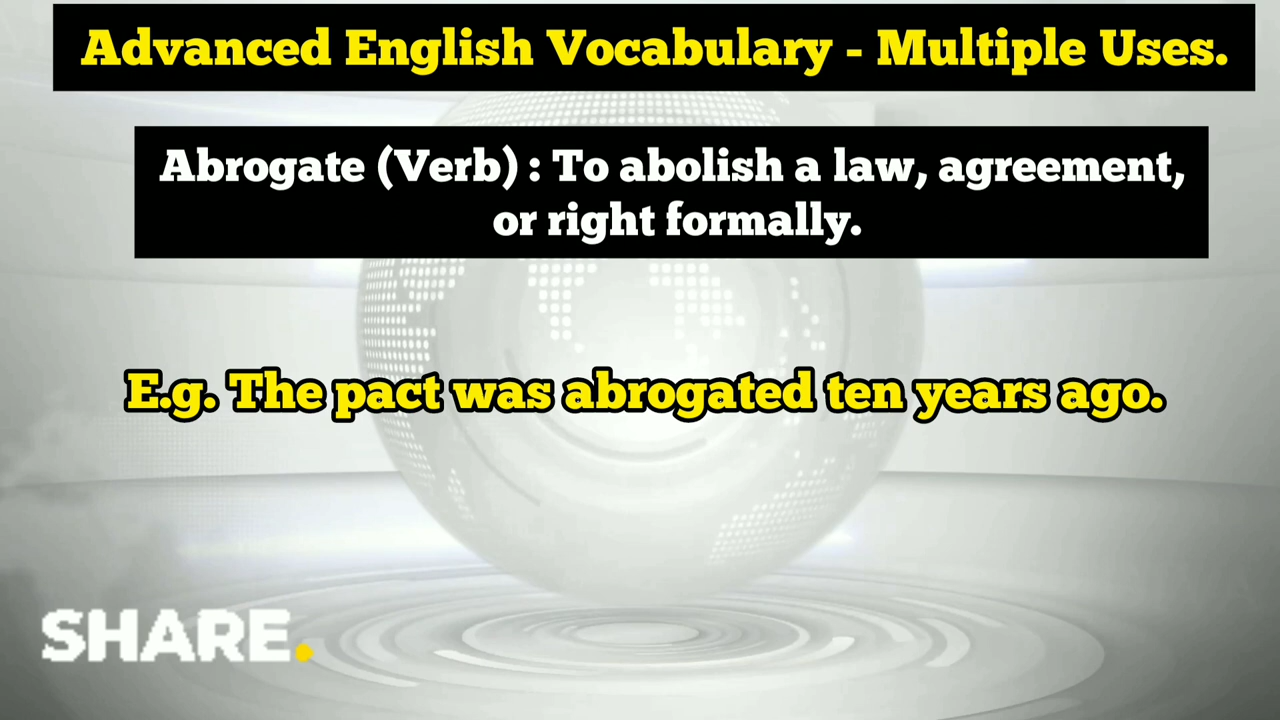 Advanced English Vocabulary - Multiple Uses.
Abrogate (Verb) : To abolish a law, agreement,
or right formally.
E.g. The pact was abrogated ten years ago.
SHARE.